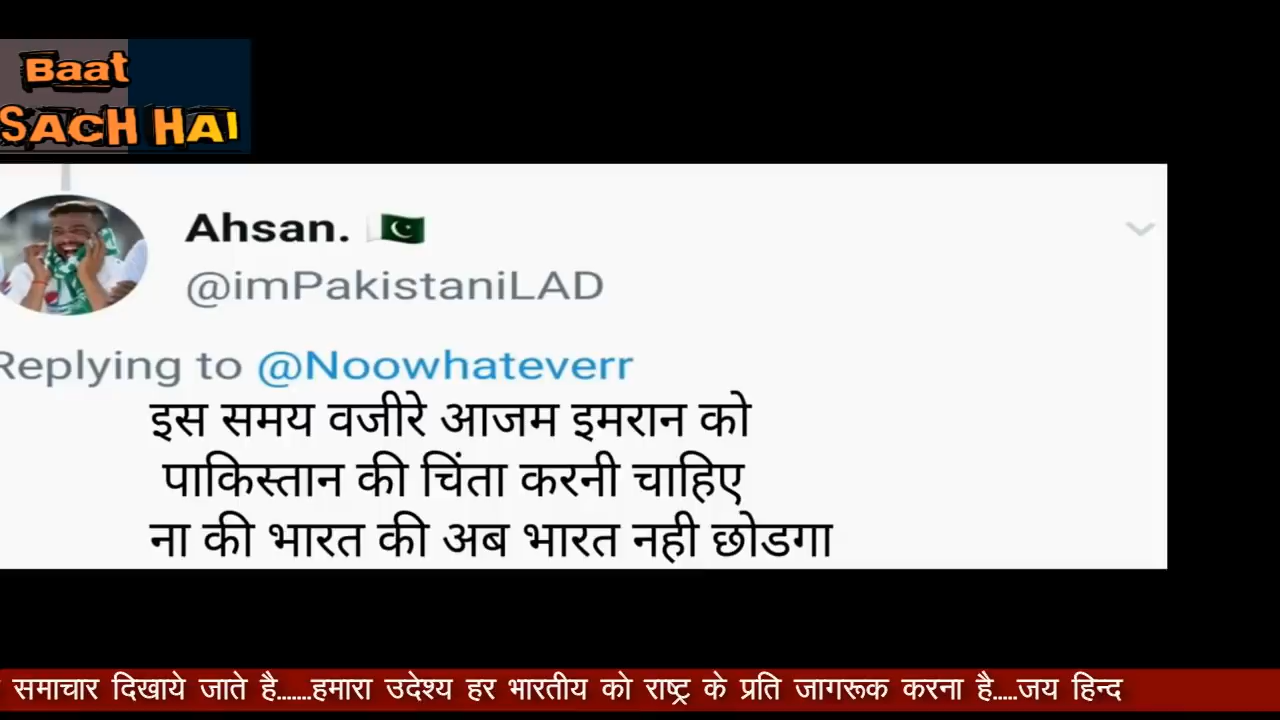 Baat
SACH HAI
Ahsan. 🇵🇰
@imPakistaniLAD
Replying to @Noowhateverr
इस समय वजीरे आजम इमरान को
पाकिस्तान की चिंता करनी चाहिए
ना की भारत की अब भारत नही छोडगा
समाचार दिखाये जाते है.......हमारा उदेश्य हर भारतीय को राष्ट्र के प्रति जागरूक करना है.....जय हिन्द